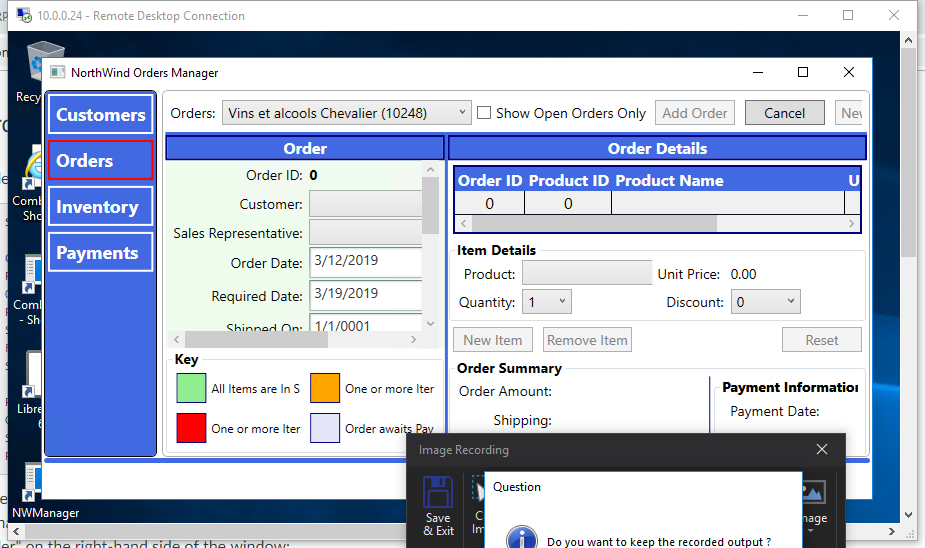 10.0.0.24 - Remote Desktop Connection
NorthWind Orders Manager
Customers
Orders
Inventory
Payments
Orders: Vins et alcools Chevalier (10248) Show Open Orders Only Add Order Cancel Nev
Order
Order ID: 0
Customer:
Sales Representative:
Order Date: 3/12/2019
Required Date: 3/19/2019
Shipped On: 1/1/0001
Key
All Items are In S One or more Iter
One or more Iter Order awaits Pay
Order Details
Order ID Product ID Product Name U
0 0
Item Details
Product: Unit Price: 0.00
Quantity: 1 Discount: 0
New Item Remove Item Reset
Order Summary
Order Amount:
Shipping:
Payment Information
Payment Date:
Recy
Comb
Sho
Comb
- Sho
Libre
6
NWManager
Image Recording
Save
& Exit
Question
Do you want to keep the recorded output ?
der" on the right-hand side of the window: